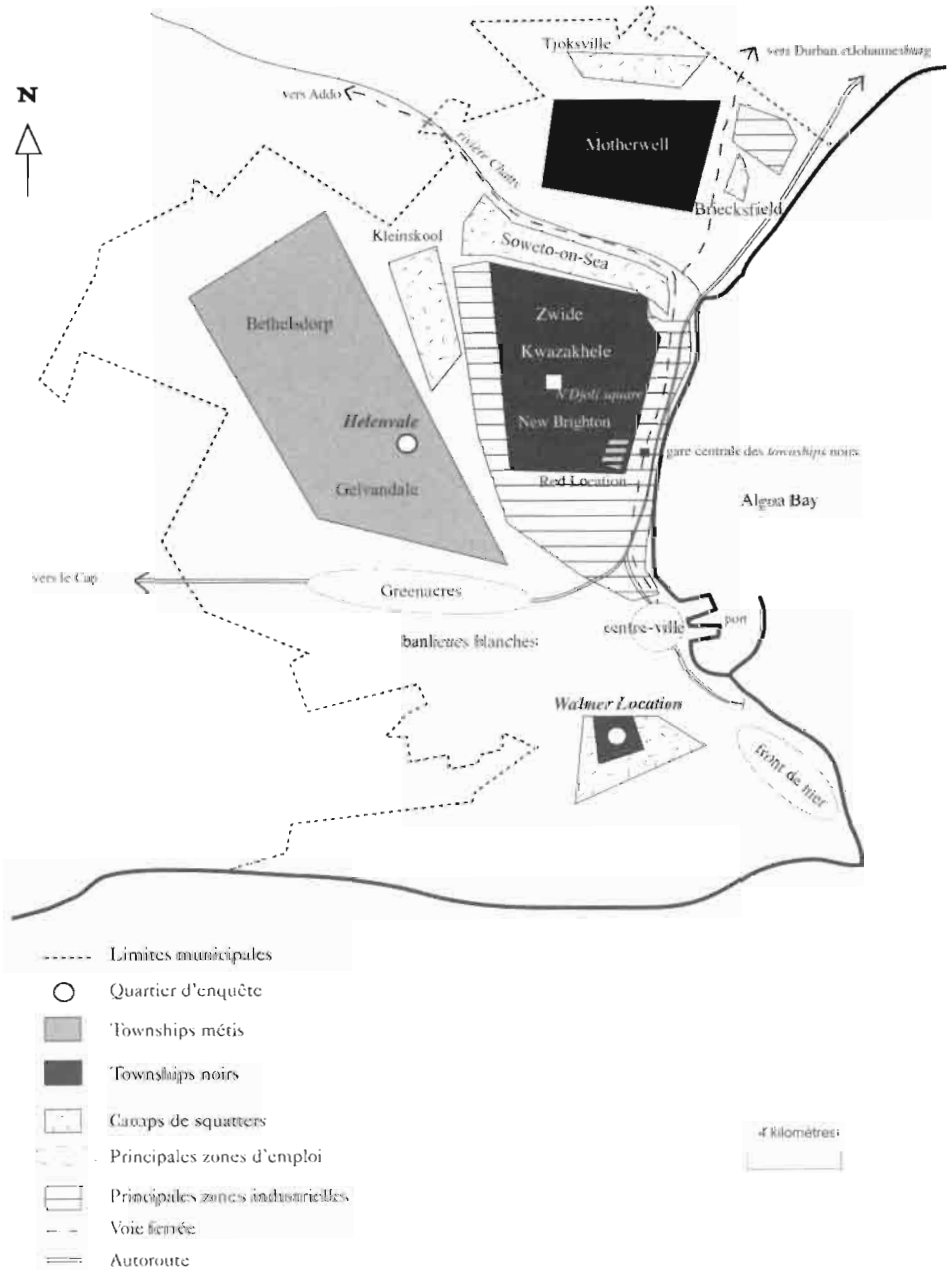 Tjoksville
vers Durban et Johannesburg
N
vers Addo
Motherwell
rivière Chatty
Briecksfield
Kleinskool
Soweto-on-Sea
Bethelsdorp
Zwide
Kwazakhele
N'Djoli square
Helenvale
New Brighton
gare centrale des townships noirs
Gelvandale
Red Location
Algoa Bay
vers le Cap
Greenacres
centre-ville
port
banlieues blanches
Walmer Location
front de mer
Limites municipales
Quartier d'enquête
Townships métis
Townships noirs
Camps de squatters
4 kilomètres
Principales zones d'emploi
Principales zones industrielles
Voie ferrée
Autoroute